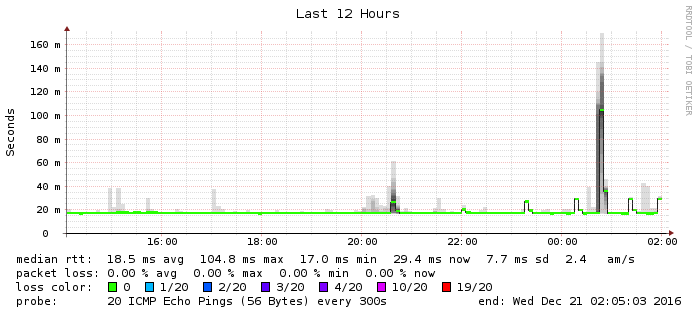 Last 12 Hours
RRDTOOL / TOBI OETIKER
Seconds
160 m
140 m
120 m
100 m
80 m
60 m
40 m
20 m
0
16:00 18:00 20:00 22:00 00:00 02:00
median rtt: 18.5 ms avg 104.8 ms max 17.0 ms min 29.4 ms now 7.7 ms sd 2.4 am/s
packet loss: 0.00 % avg 0.00 % max 0.00 % min 0.00 % now
loss color: 0 1/20 2/20 3/20 4/20 10/20 19/20
probe: 20 ICMP Echo Pings (56 Bytes) every 300s end: Wed Dec 21 02:05:03 2016